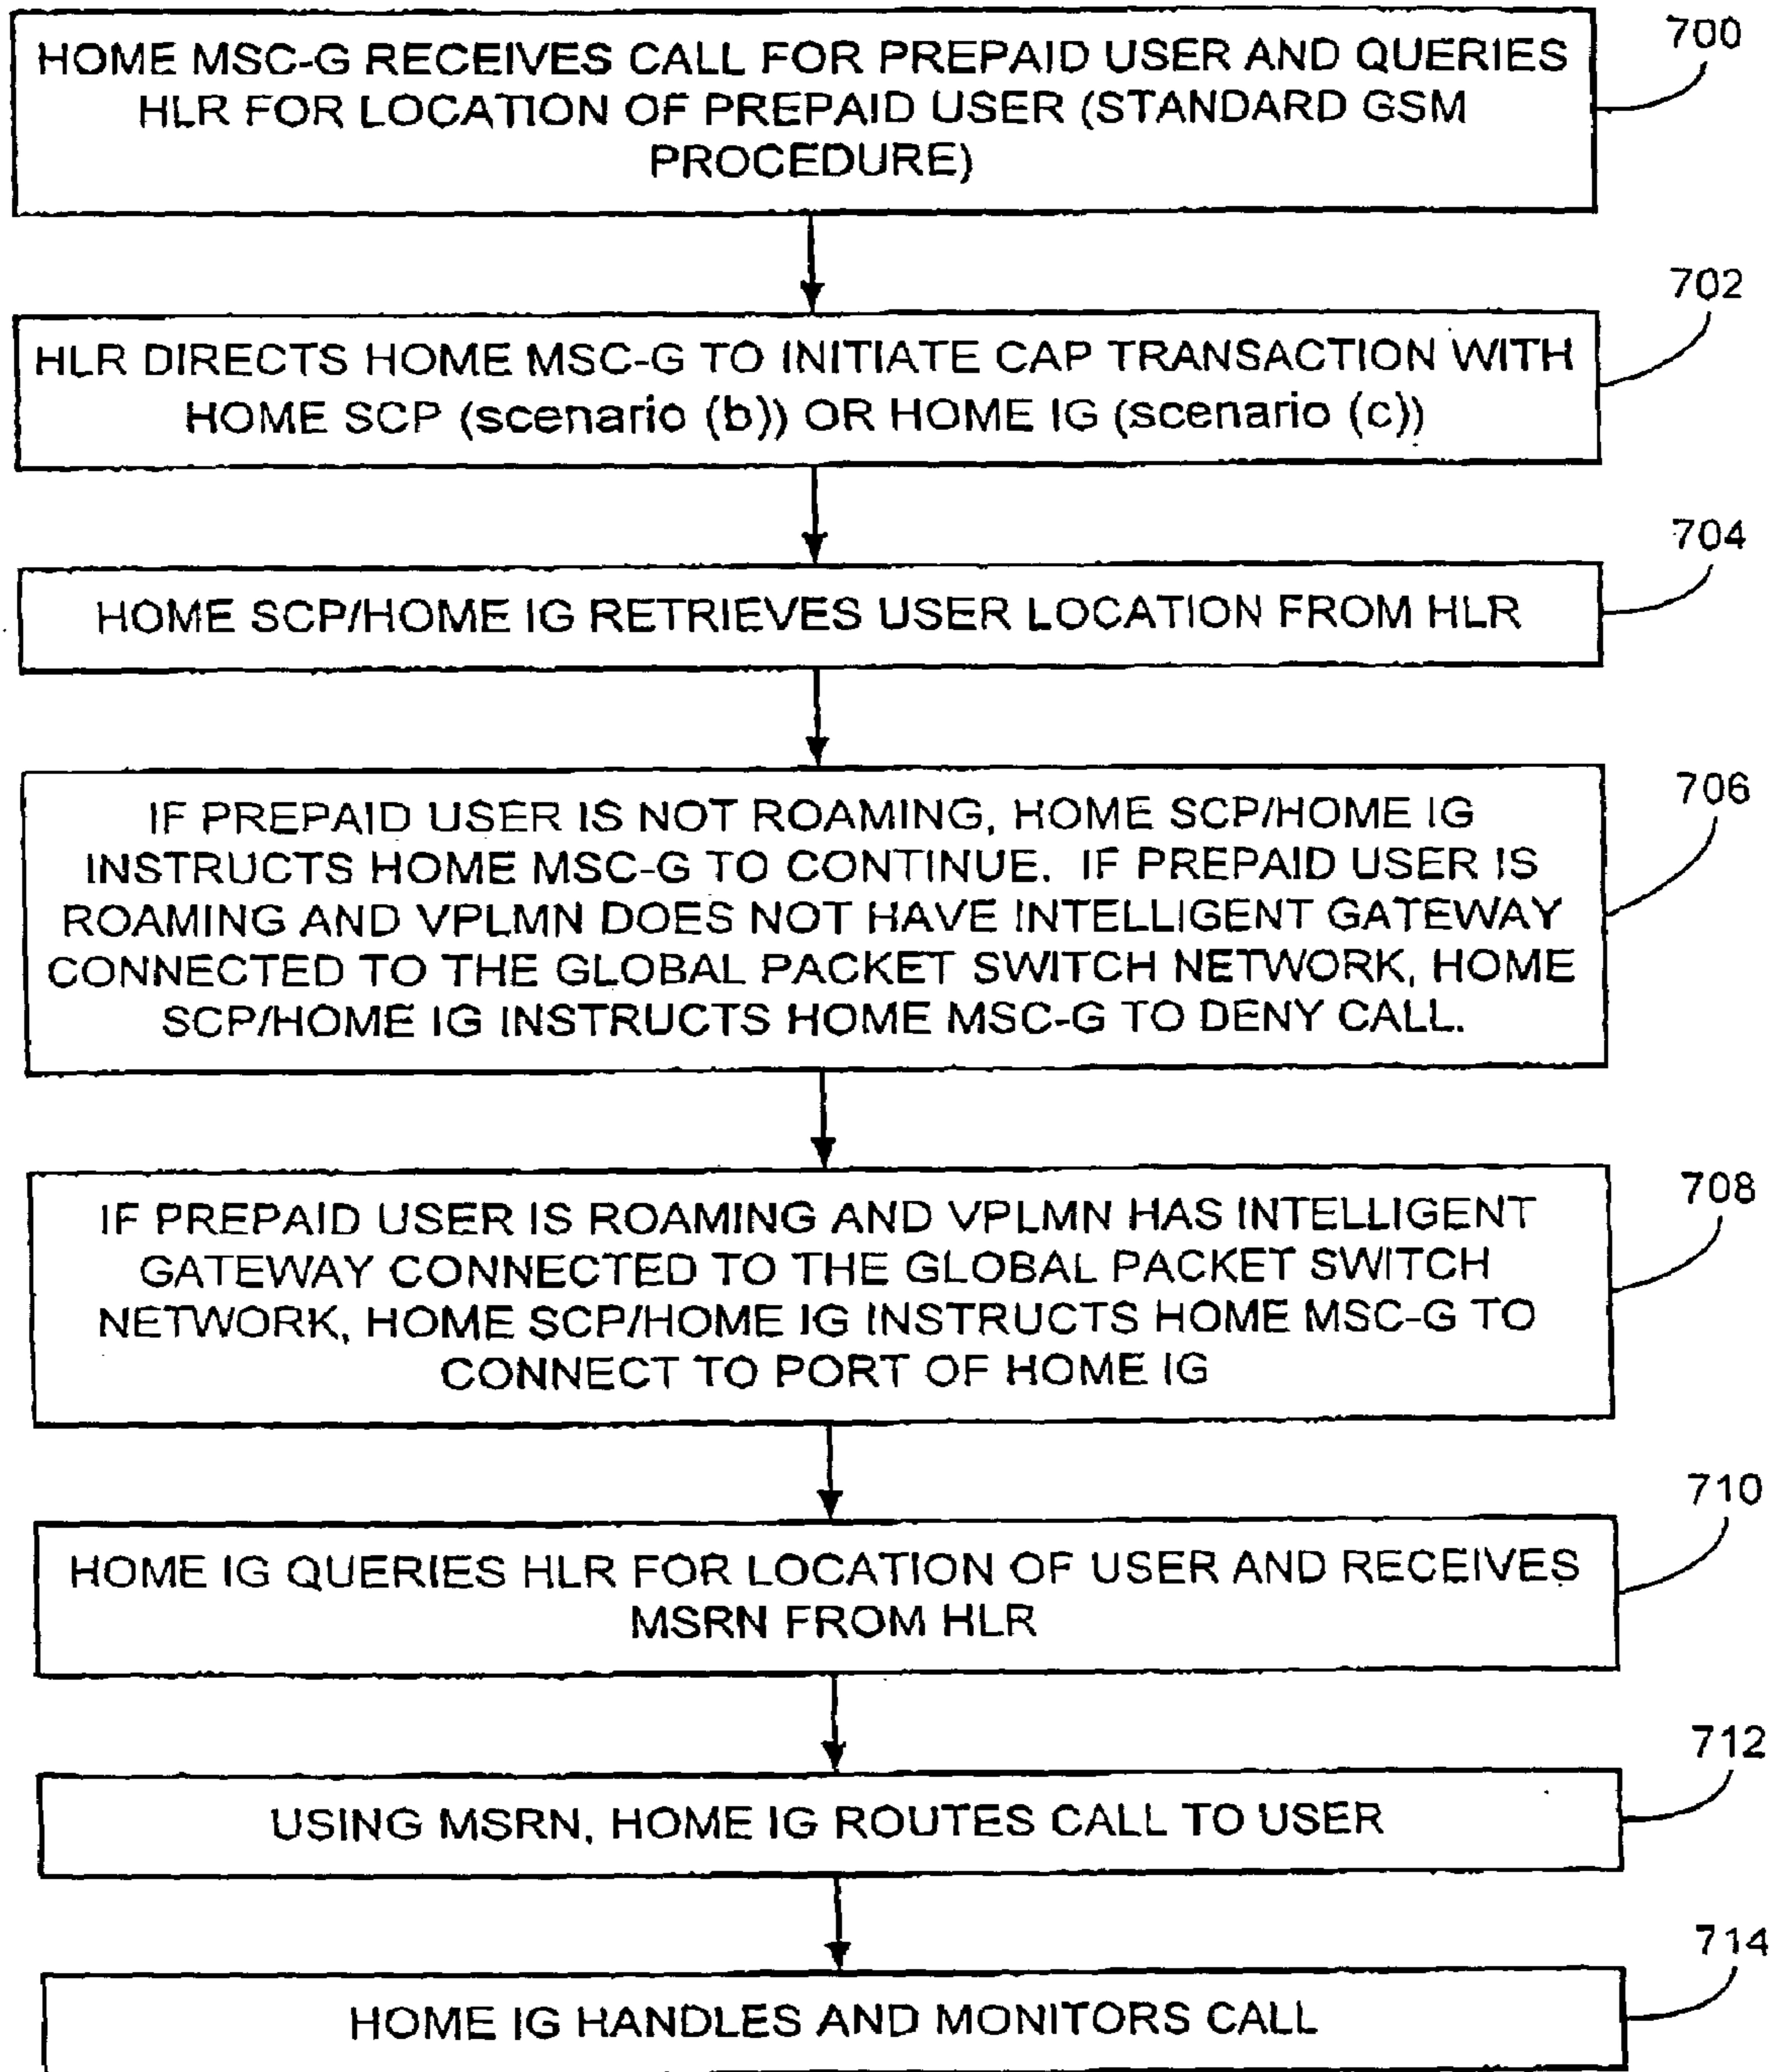 HOME MSC-G RECEIVES CALL FOR PREPAID USER AND QUERIES
HLR FOR LOCATION OF PREPAID USER (STANDARD GSM
PROCEDURE)
700
HLR DIRECTS HOME MSC-G TO INITIATE CAP TRANSACTION WITH
HOME SCP (scenario (b)) OR HOME IG (scenario (c))
702
HOME SCP/HOME IG RETRIEVES USER LOCATION FROM HLR
704
IF PREPAID USER IS NOT ROAMING, HOME SCP/HOME IG
INSTRUCTS HOME MSC-G TO CONTINUE. IF PREPAID USER IS
ROAMING AND VPLMN DOES NOT HAVE INTELLIGENT GATEWAY
CONNECTED TO THE GLOBAL PACKET SWITCH NETWORK, HOME
SCP/HOME IG INSTRUCTS HOME MSC-G TO DENY CALL.
706
IF PREPAID USER IS ROAMING AND VPLMN HAS INTELLIGENT
GATEWAY CONNECTED TO THE GLOBAL PACKET SWITCH
NETWORK, HOME SCP/HOME IG INSTRUCTS HOME MSC-G TO
CONNECT TO PORT OF HOME IG
708
HOME IG QUERIES HLR FOR LOCATION OF USER AND RECEIVES
MSRN FROM HLR
710
USING MSRN, HOME IG ROUTES CALL TO USER
712
HOME IG HANDLES AND MONITORS CALL
714